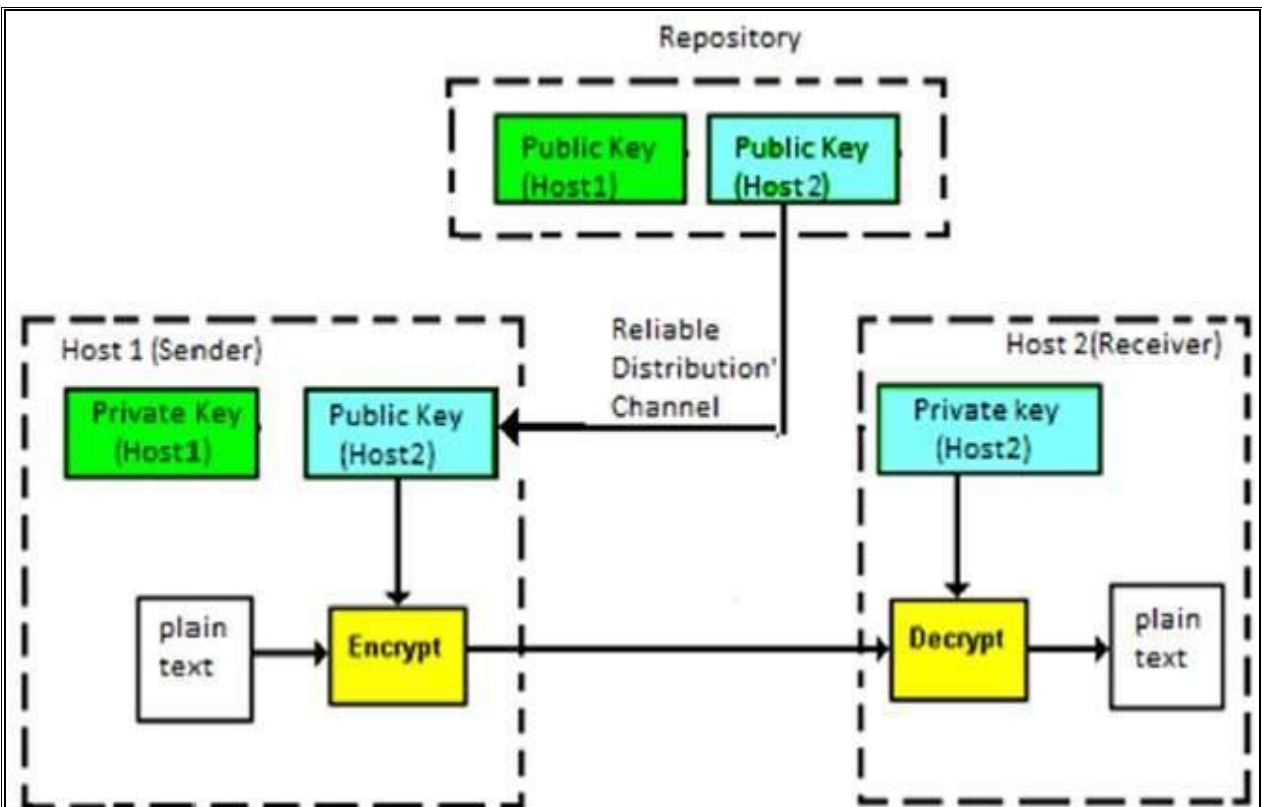 Repository
Public Key
(Host1)
Public Key
(Host 2)
Reliable
Distribution'
Channel
Host 1 (Sender)
Private Key
(Host1)
Public Key
(Host2)
plain
text
Encrypt
Host 2(Receiver)
Private key
(Host2)
Decrypt
plain
text